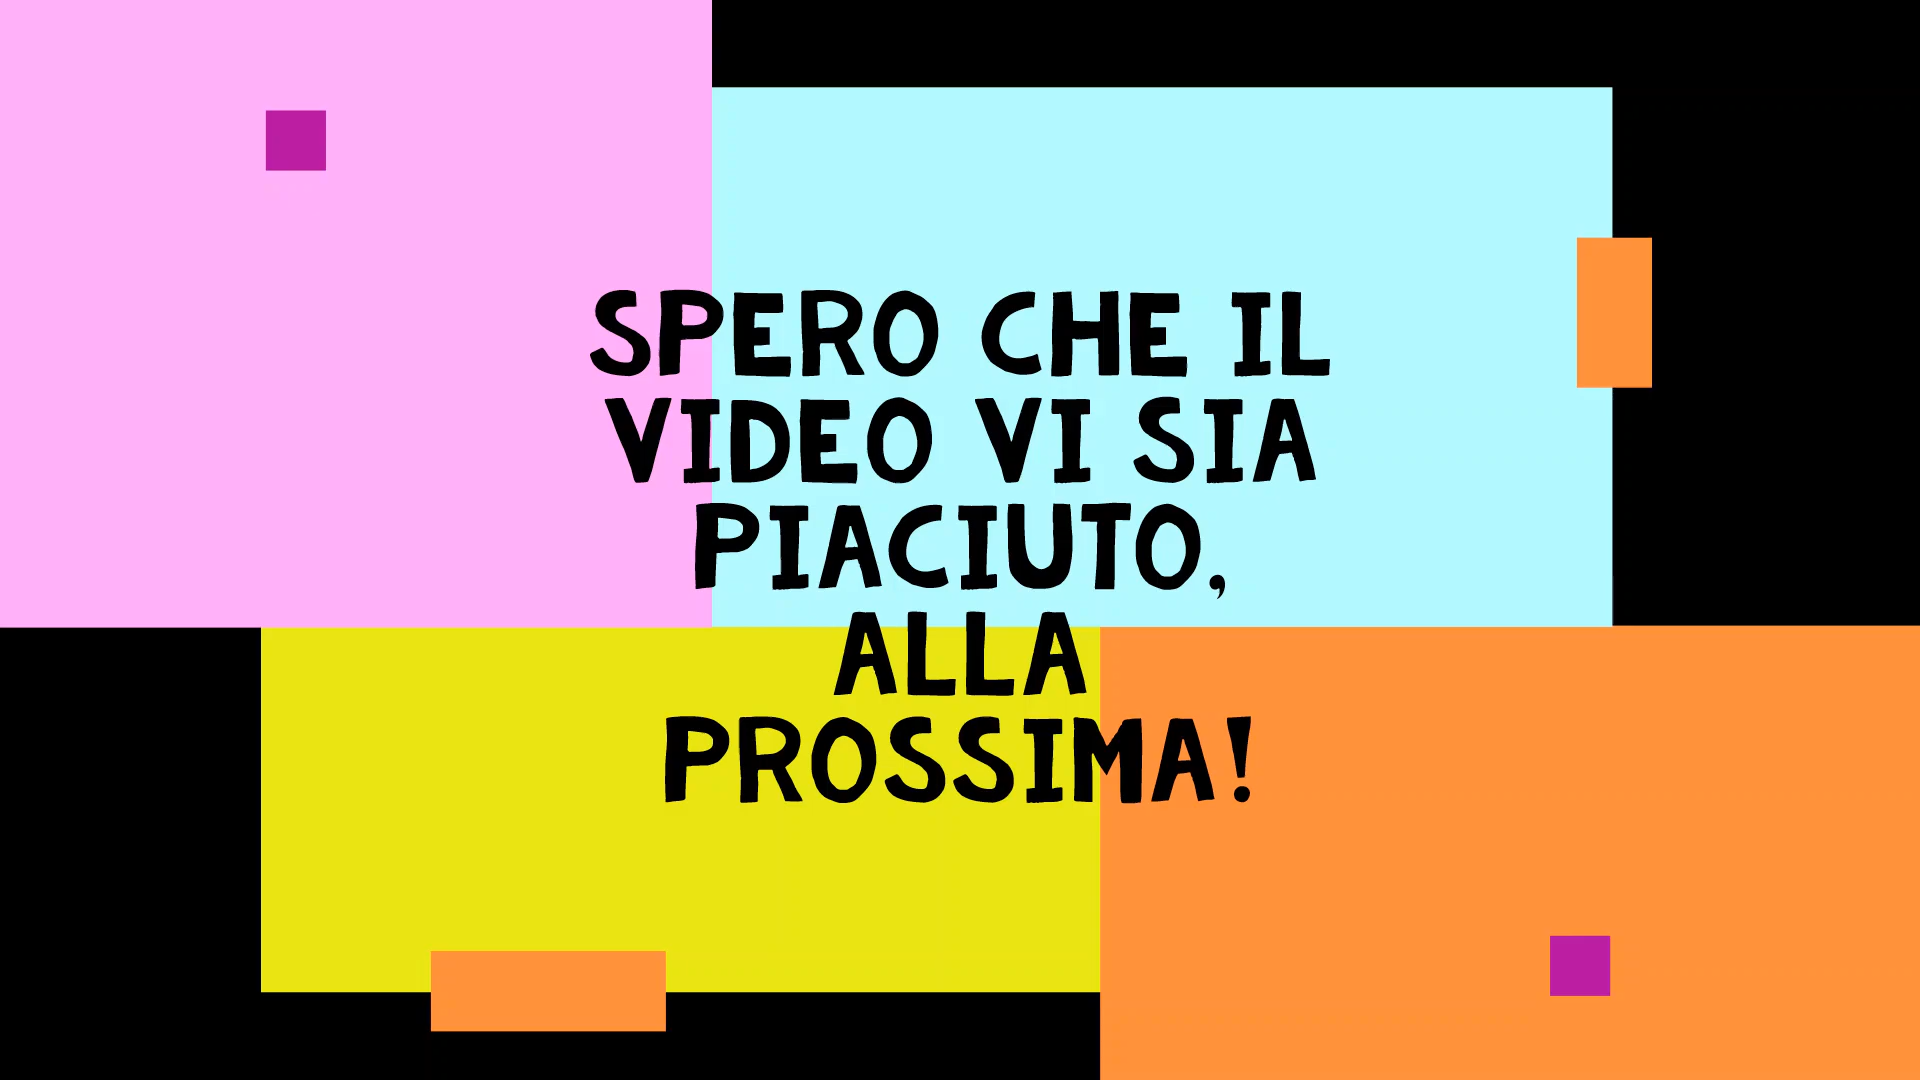 SPERO CHE IL
VIDEO VI SIA
PIACIUTO,
ALLA
PROSSIMA!